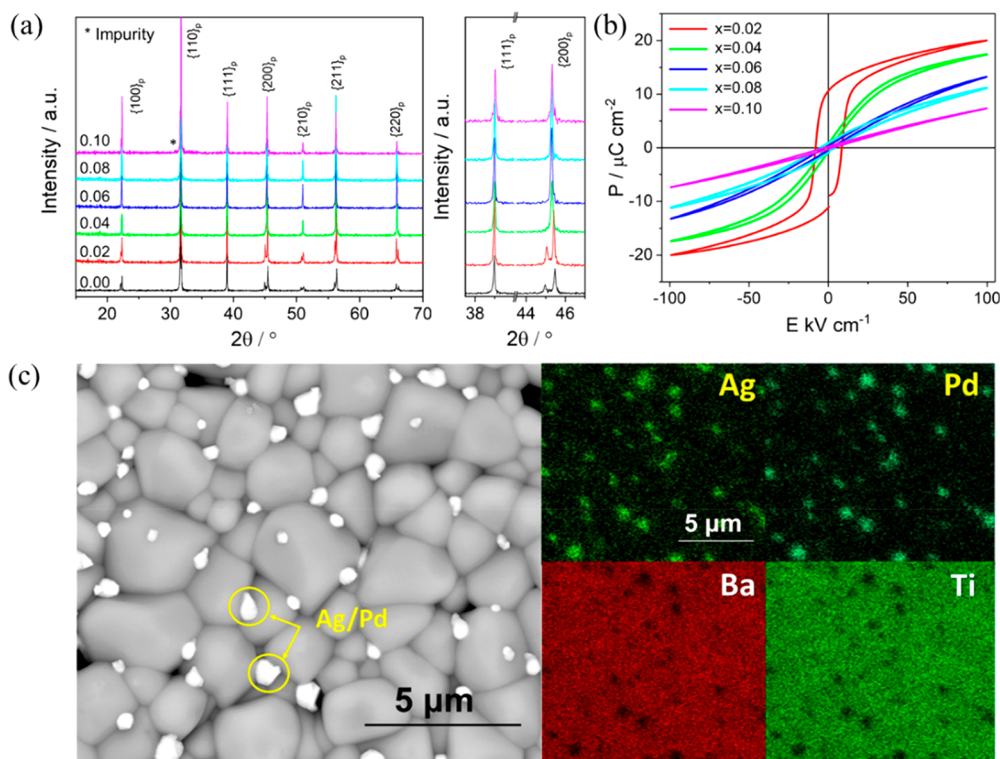 (a)
* Impurity
{100}p
{110}p
{111}p
{200}p
{210}p
{211}p
{220}p
*
0.10
0.08
0.06
0.04
0.02
0.00
Intensity / a.u.
20 30 40 50 60 70
2θ / °
{111}p
{200}p
Intensity / a.u.
38 44 46
2θ / °
(b)
x=0.02
x=0.04
x=0.06
x=0.08
x=0.10
P / μC cm-2
20
10
0
-10
-20
-100 -50 0 50 100
E kV cm-1
(c)
Ag/Pd
5 μm
Ag
Pd
5 μm
Ba
Ti